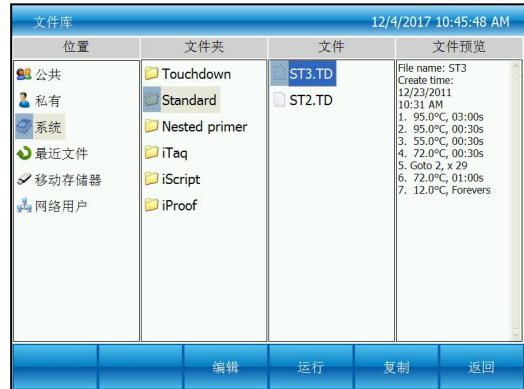 文件库
12/4/2017 10:45:48 AM
位置
文件夹
文件
文件预览
公共
私有
系统
最近文件
移动存储器
网络用户
Touchdown
Standard
Nested primer
iTaq
iScript
iProof
ST3.TD
ST2.TD
File name: ST3
Create time:
12/23/2011
10:31 AM
1. 95.0°C, 03:00s
2. 95.0°C, 00:30s
3. 55.0°C, 00:30s
4. 72.0°C, 00:30s
5. Goto 2, x 29
6. 72.0°C, 01:00s
7. 12.0°C, Forevers
编辑
运行
复制
返回